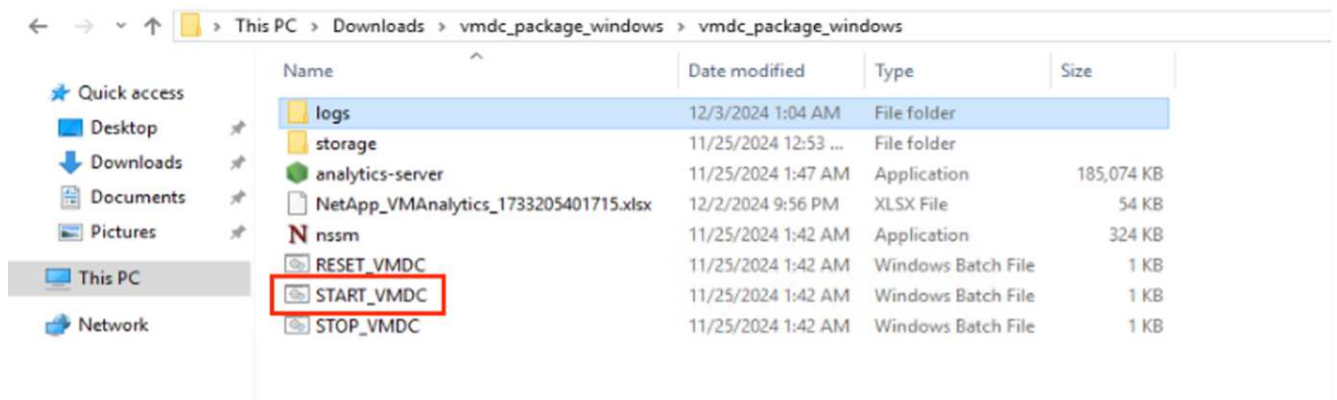 This PC > Downloads > vmdc_package_windows > vmdc_package_windows
Name Date modified Type Size
Quick access
Desktop
Downloads
Documents
Pictures
This PC
Network
logs 12/3/2024 1:04 AM File folder
storage 11/25/2024 12:53 ... File folder
analytics-server 11/25/2024 1:47 AM Application 185,074 KB
NetApp_VMAnalytics_1733205401715.xlsx 12/2/2024 9:56 PM XLSX File 54 KB
N nssm 11/25/2024 1:42 AM Application 324 KB
RESET_VMDC 11/25/2024 1:42 AM Windows Batch File 1 KB
START_VMDC 11/25/2024 1:42 AM Windows Batch File 1 KB
STOP_VMDC 11/25/2024 1:42 AM Windows Batch File 1 KB